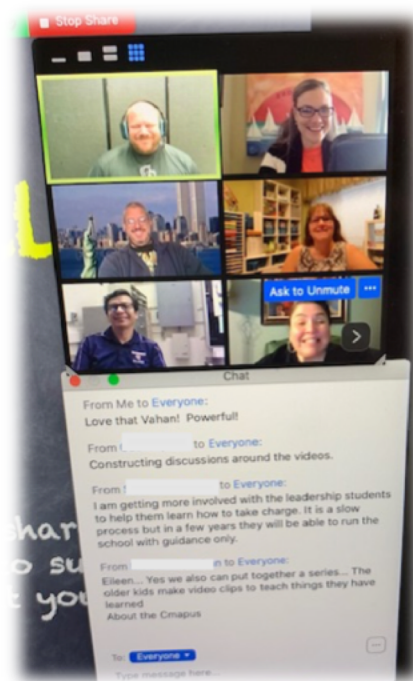 Stop Share
L
Ask to Unmute
Chat
From Me to Everyone:
Love that Vahan! Powerful!
From to Everyone:
Constructing discussions around the videos.
From to Everyone:
I am getting more involved with the leadership students
to help them learn how to take charge. It is a slow
process but in a few years they will be able to run the
school with guidance only.
From n to Everyone:
Eileen... Yes we also can put together a series... The
older kids make video clips to teach things they have
learned
About the Cmapus
har
o su
t you
To: Everyone
Type message here...